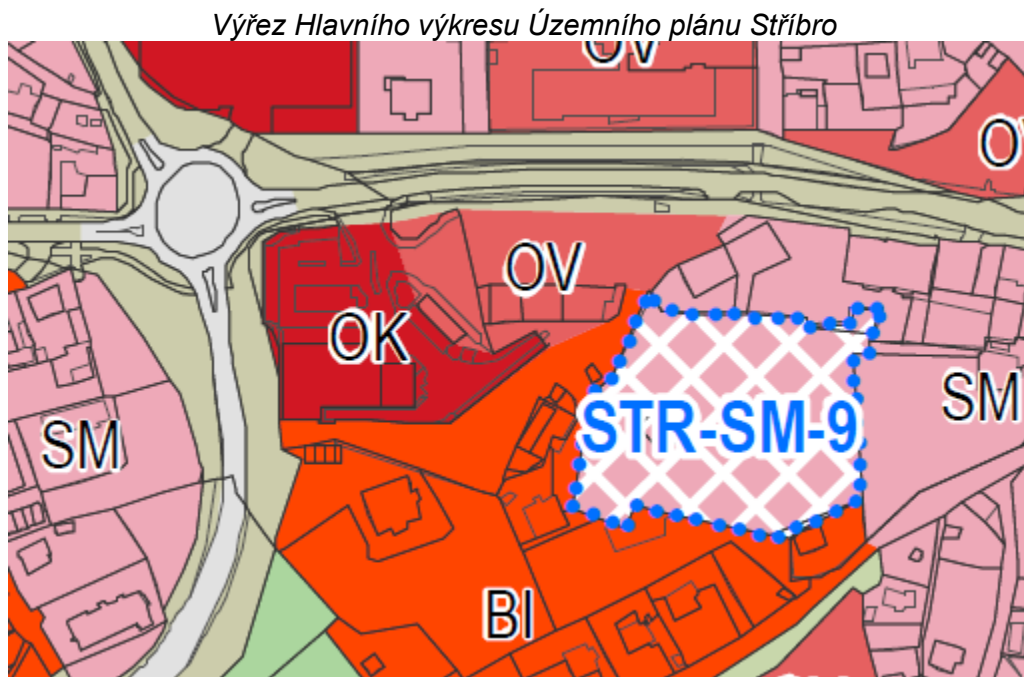 Výřez Hlavního výkresu Územního plánu Stříbro
OV
OV
OK
SM
STR-SM-9
SM
BI